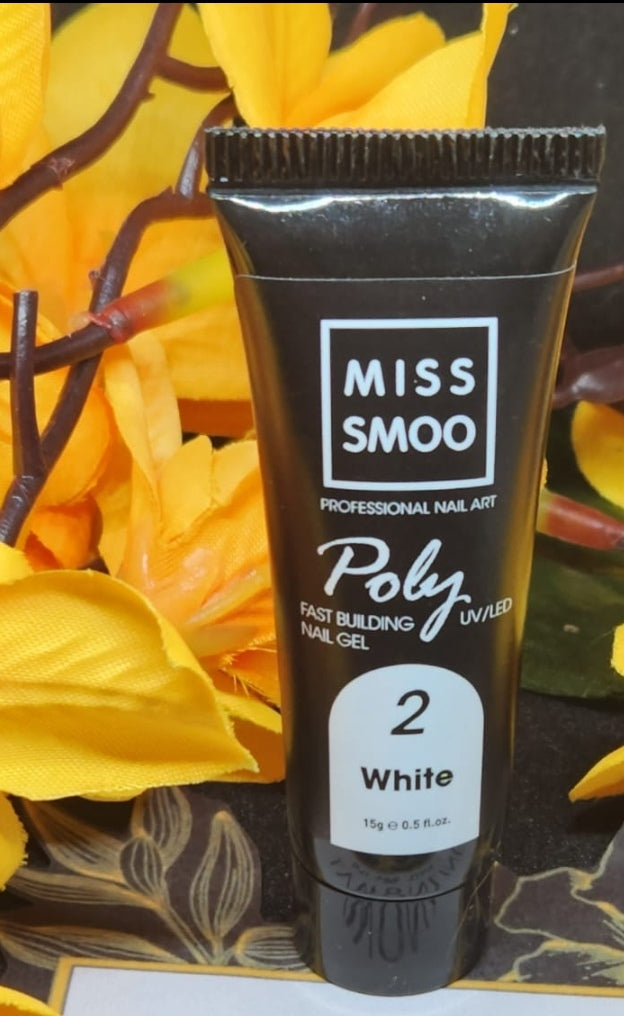 MISS
SMOO
PROFESSIONAL NAIL ART
Poly
FAST BUILDING UV/LED
NAIL GEL
2
White
15g ℮ 0.5 fl.oz.